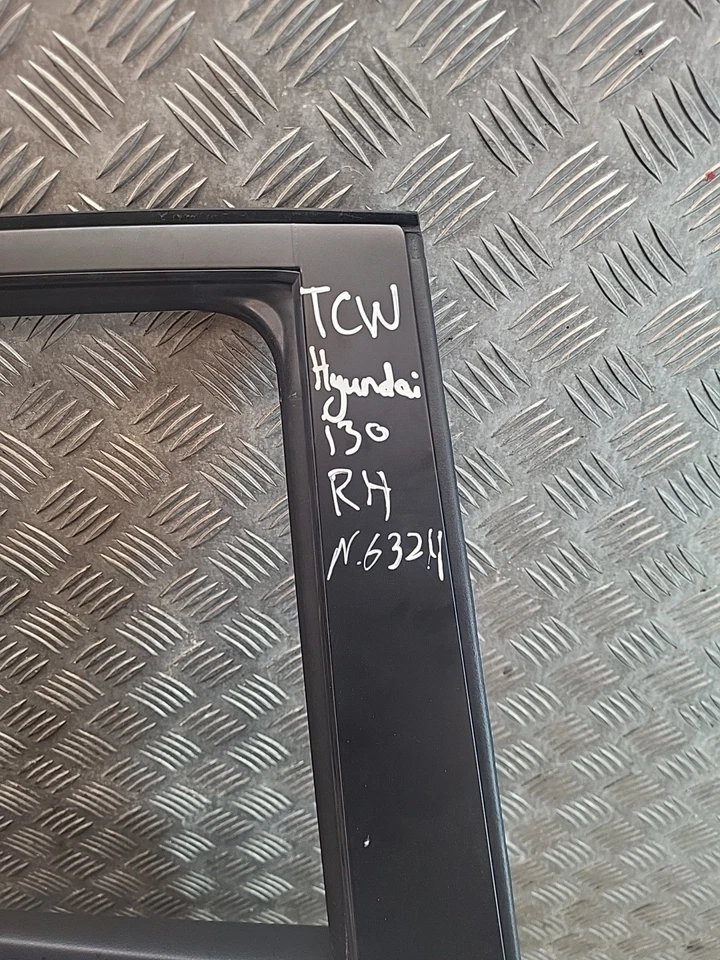 TCW
Hyundai
i30
RH
N.6324